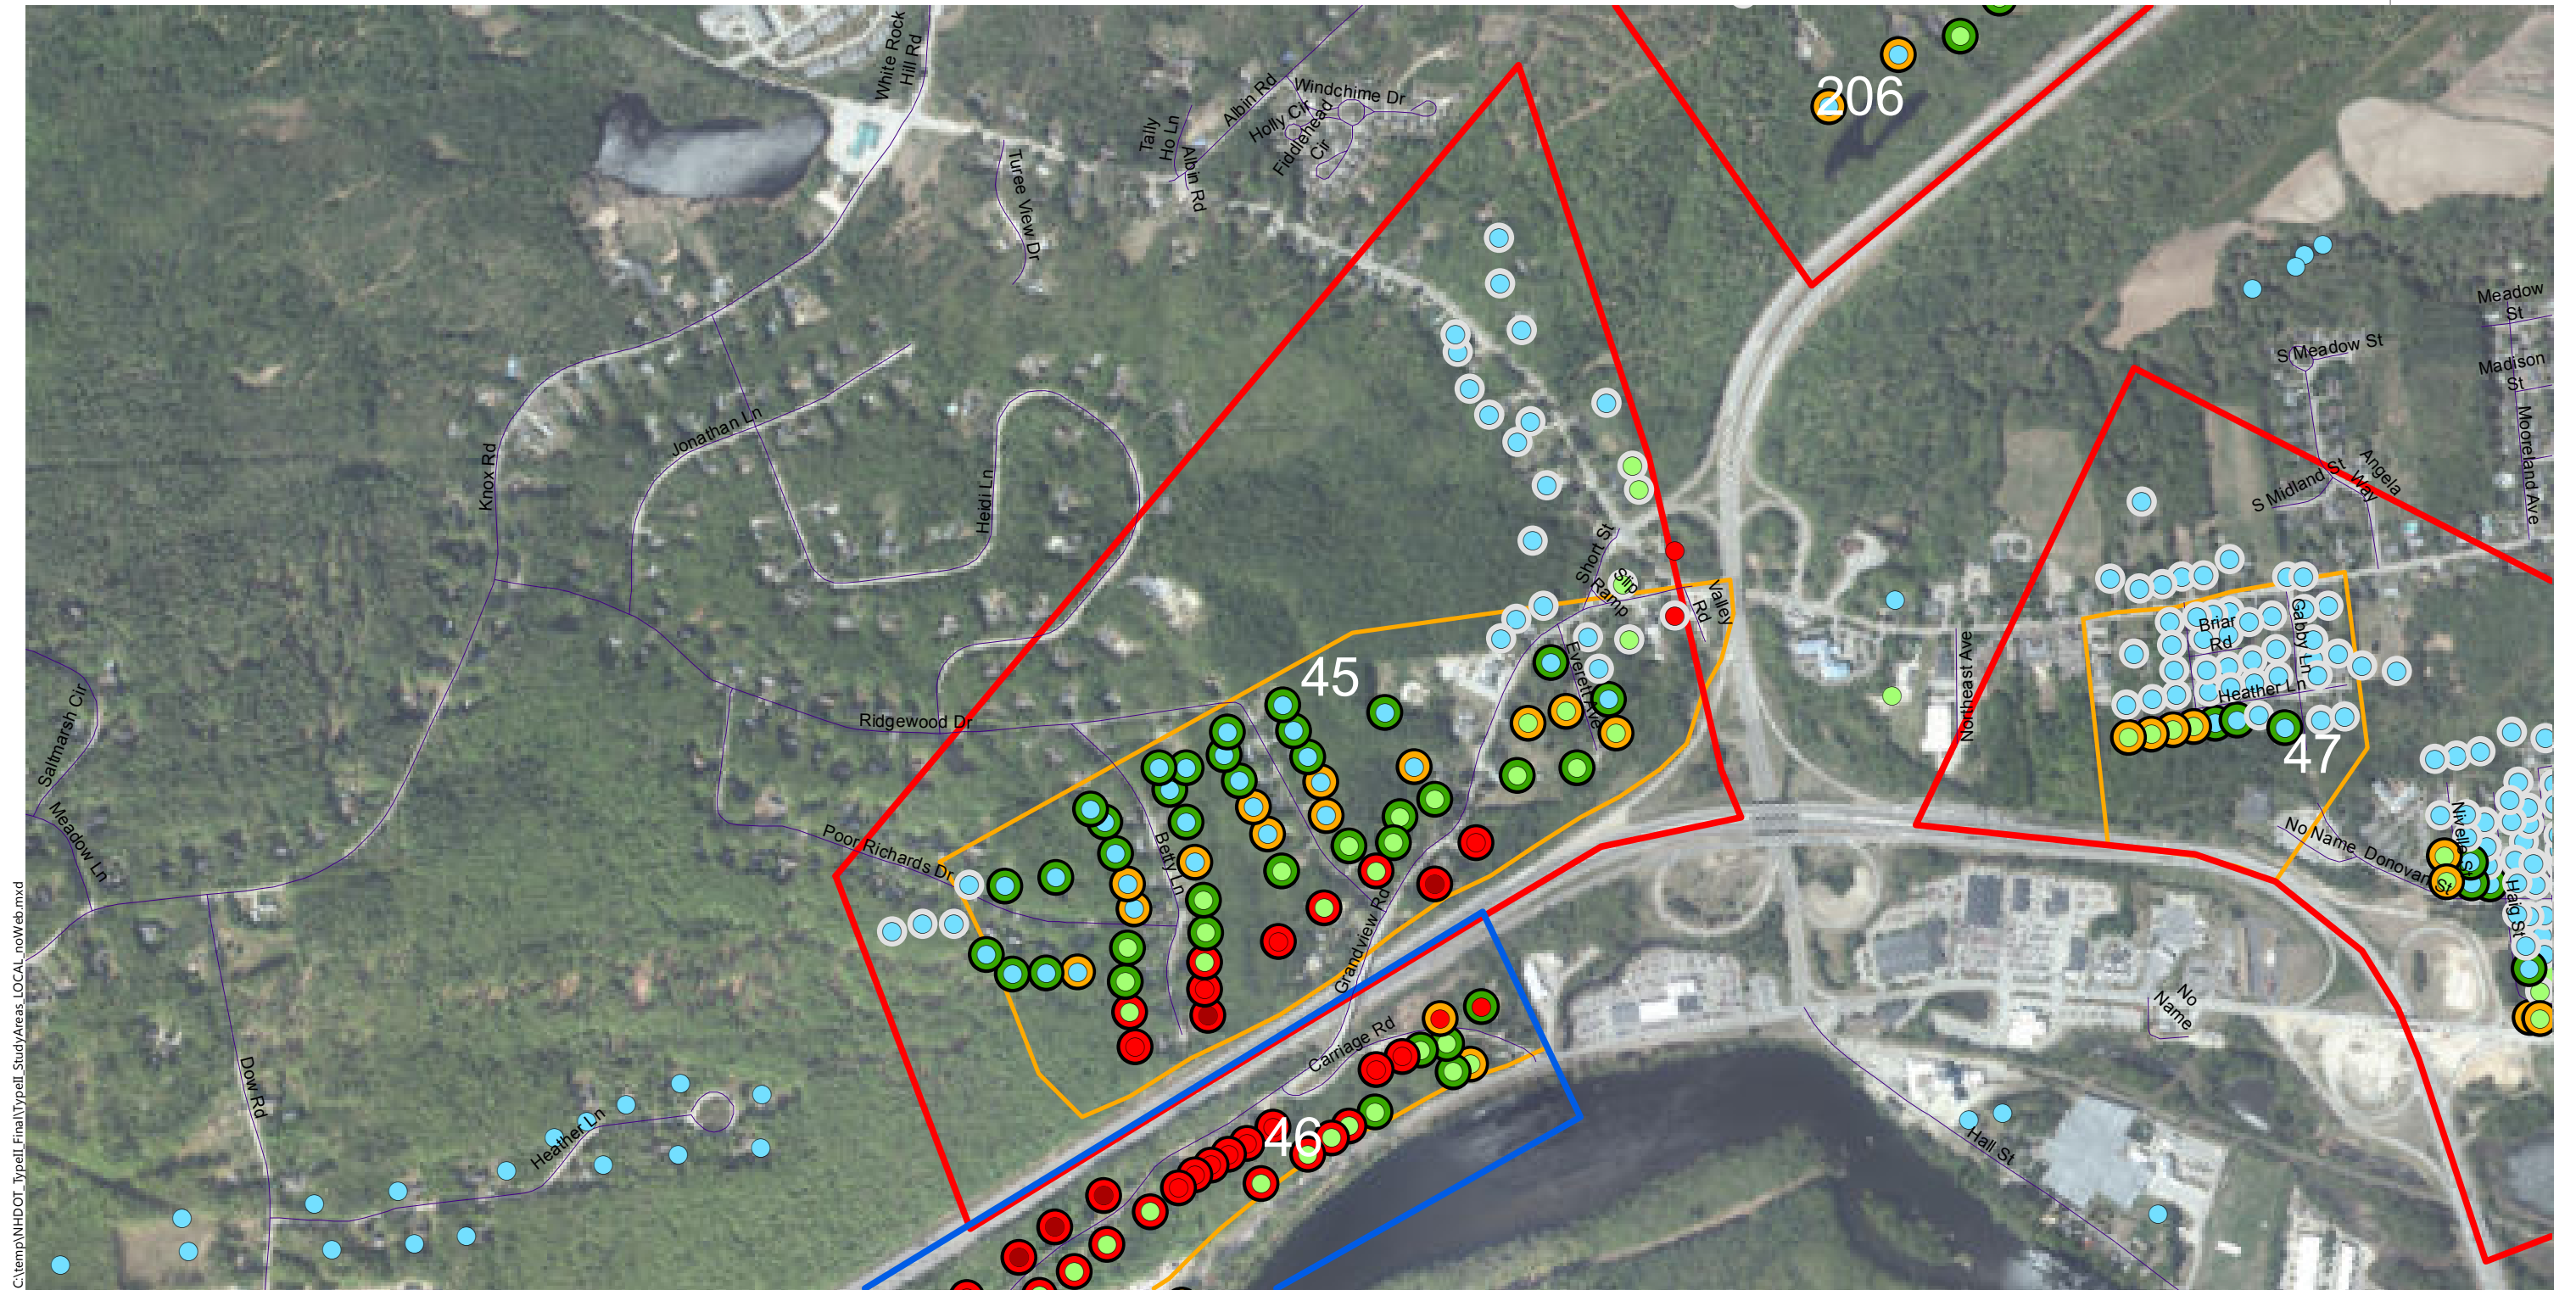 White Rock
Hill Rd
206
Windchime Dr
Albin Rd
Holly Cir
Fiddlehead
Cir
Tally
Ho Ln
Albin Rd
Turee View Dr
Meadow
St
S Meadow St
Madison
St
Mooreland Ave
Knox Rd
Jonathan Ln
Heidi Ln
Angela
Way
S Midland St
Short St
Slip
S Ramp
Valley
Rd
Gabby Ln
Briar
Rd
Northeast Ave
Everett Ave
Heather Ln
45
47
Saltmarsh Cir
Ridgewood Dr
Meadow Ln
Poor Richards Dr
Betty Ln
Nivelle St
No Name
Donovan St
Haig St
Grandview Rd
No
Name
Carriage Rd
46
Dow Rd
Heather Ln
Hall St
C:\temp\NHDOT_TypeII_Final\TypeII_StudyAreas_LOCAL_noWeb.mxd